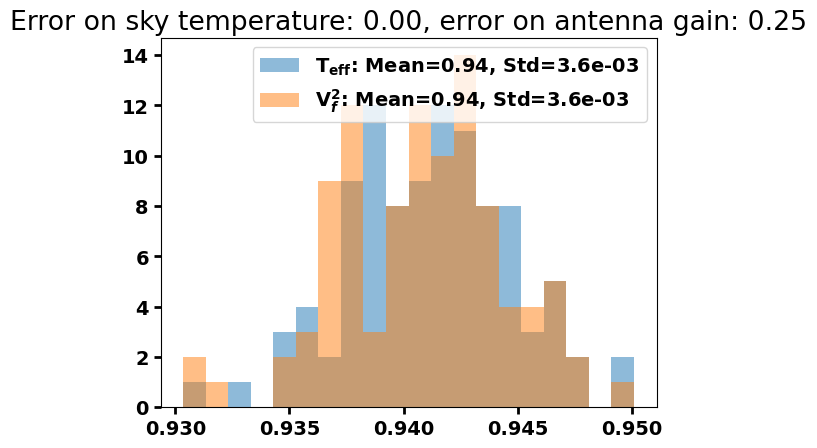 Error on sky temperature: 0.00, error on antenna gain: 0.25
14
12
10
8
6
4
2
0
T_eff: Mean=0.94, Std=3.6e-03
V_f^2: Mean=0.94, Std=3.6e-03
0.930 0.935 0.940 0.945 0.950